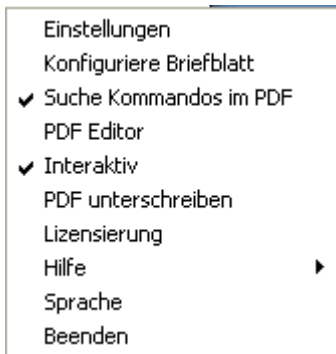 Einstellungen
Konfiguriere Briefblatt
Suche Kommandos im PDF
PDF Editor
Interaktiv
PDF unterschreiben
Lizensierung
Hilfe
Sprache
Beenden